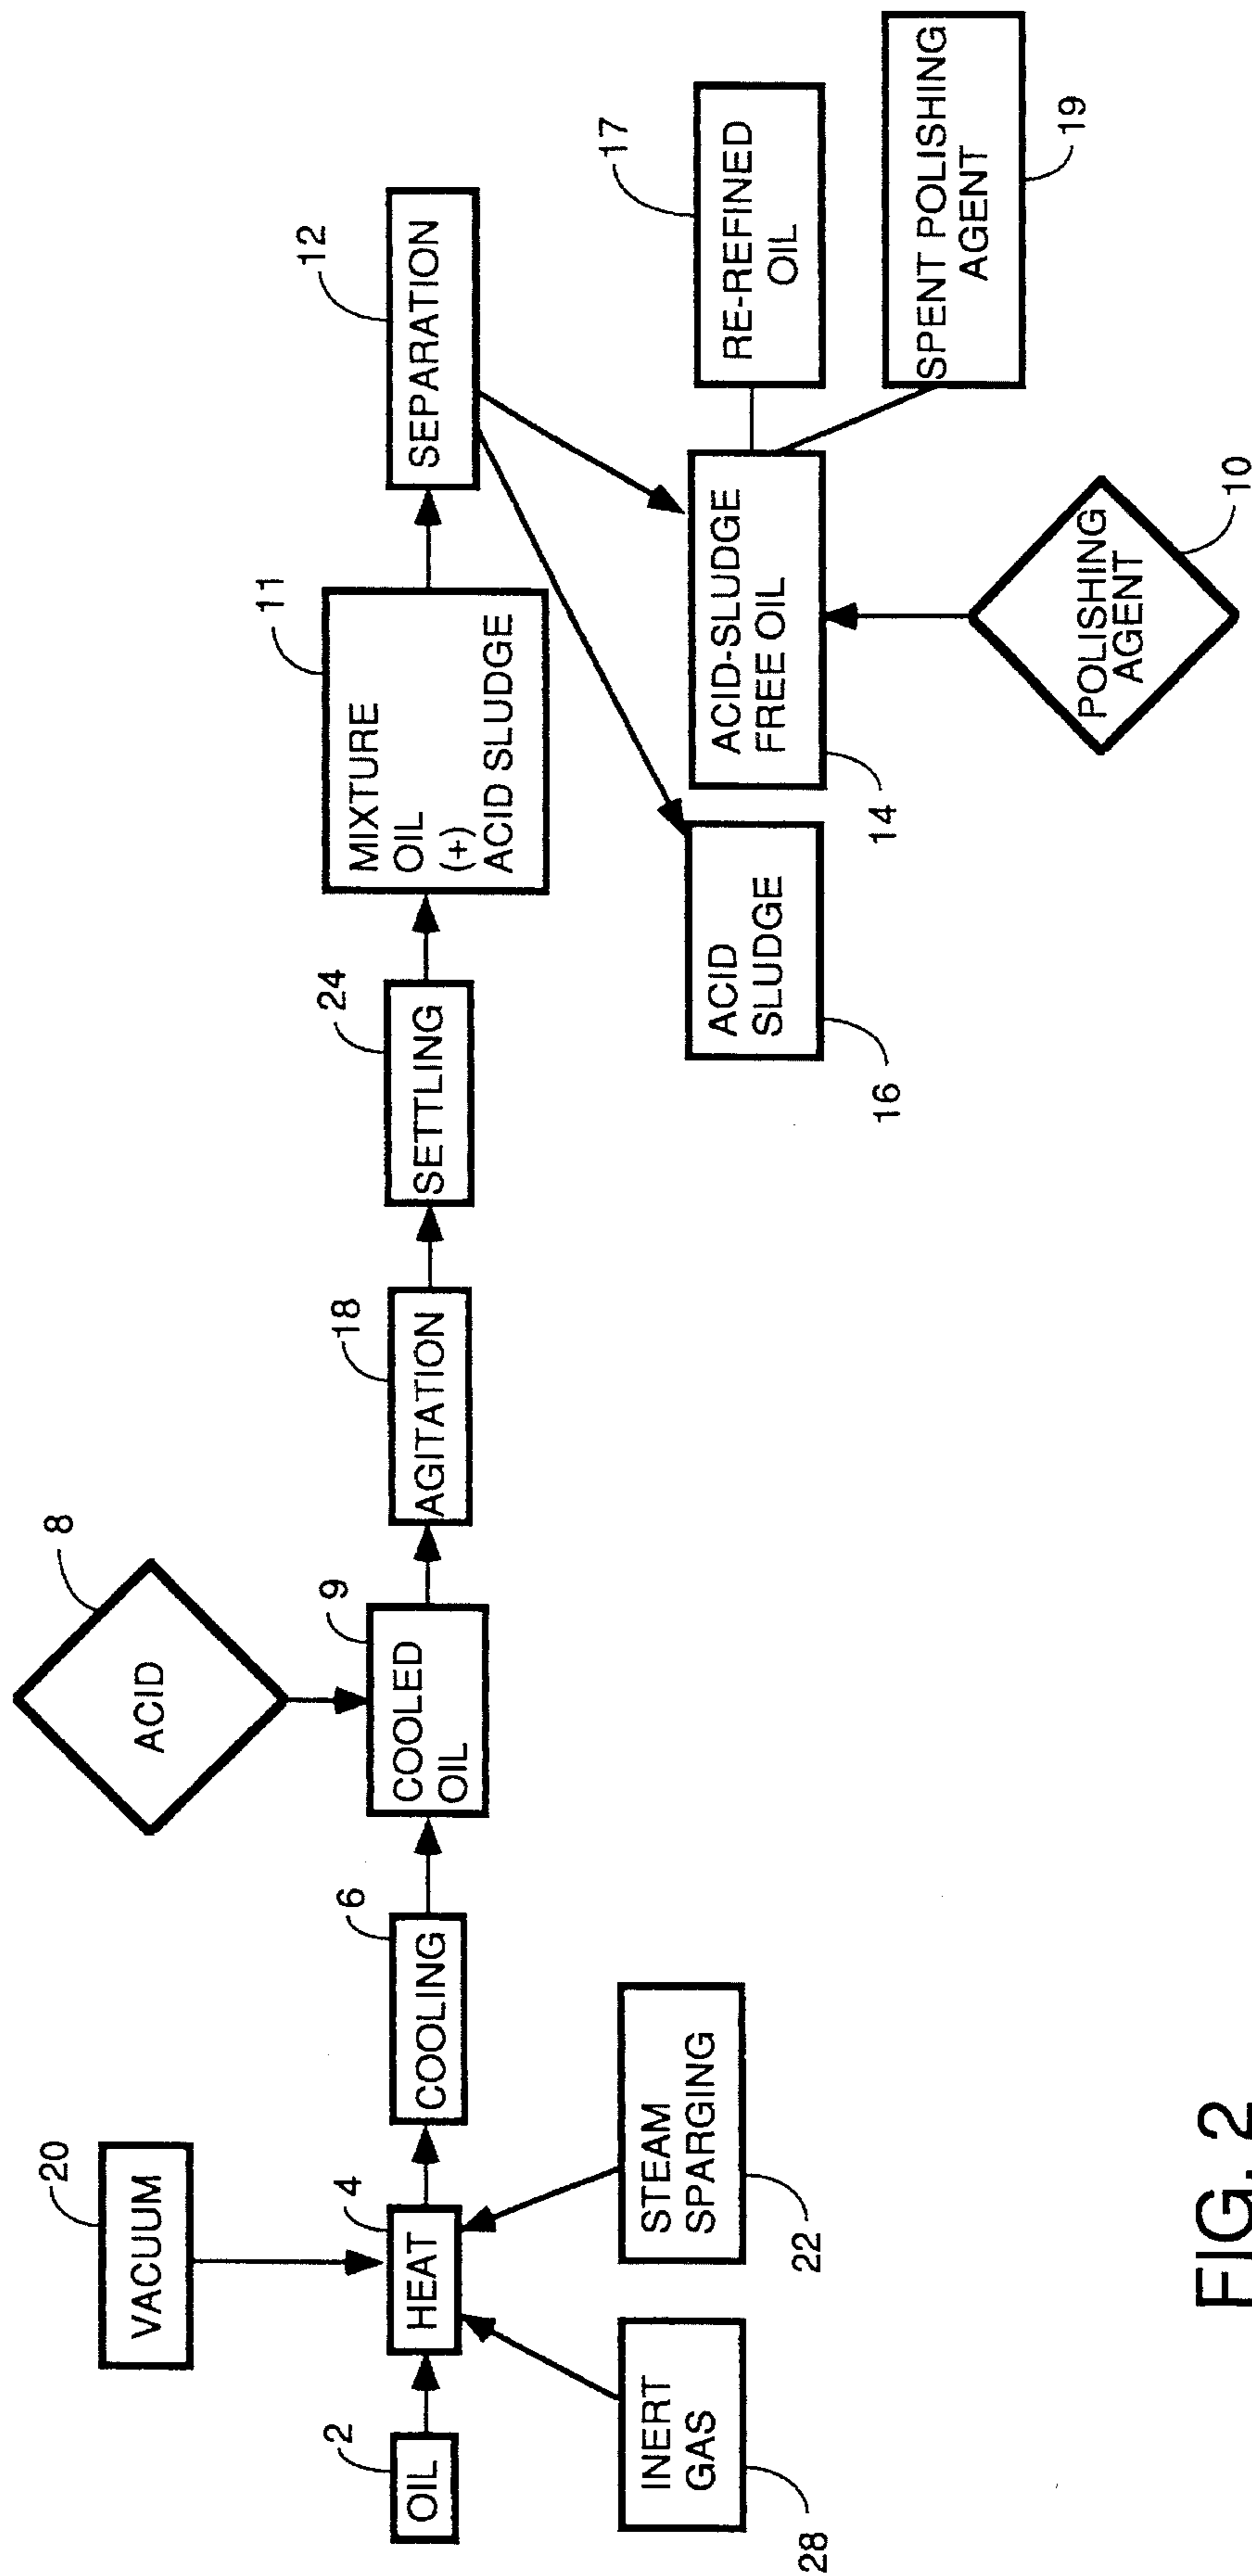 20
VACUUM
2
OIL
4
HEAT
6
COOLING
8
ACID
9
COOLED
OIL
18
AGITATION
24
SETTLING
11
MIXTURE
OIL
(+)
ACID SLUDGE
12
SEPARATION
INERT
GAS
28
STEAM
SPARGING
22
ACID
SLUDGE
16
ACID-SLUDGE
FREE OIL
14
17
RE-REFINED
OIL
SPENT POLISHING
AGENT
19
POLISHING
AGENT
10
FIG. 2